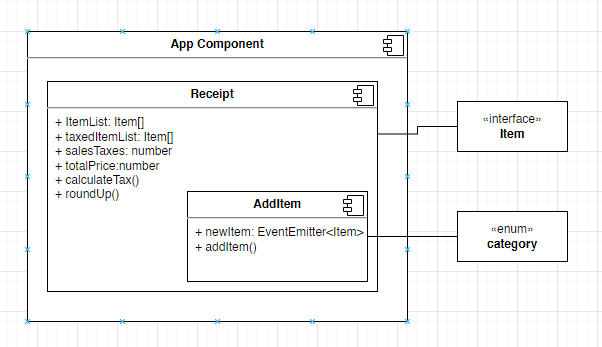 App Component
Receipt
+ ItemList: Item[]
+ taxedItemList: Item[]
+ salesTaxes: number
+ totalPrice:number
+ calculateTax()
+ roundUp()
AddItem
+ newItem: EventEmitter<Item>
+ addItem()
«interface»
Item
«enum»
category